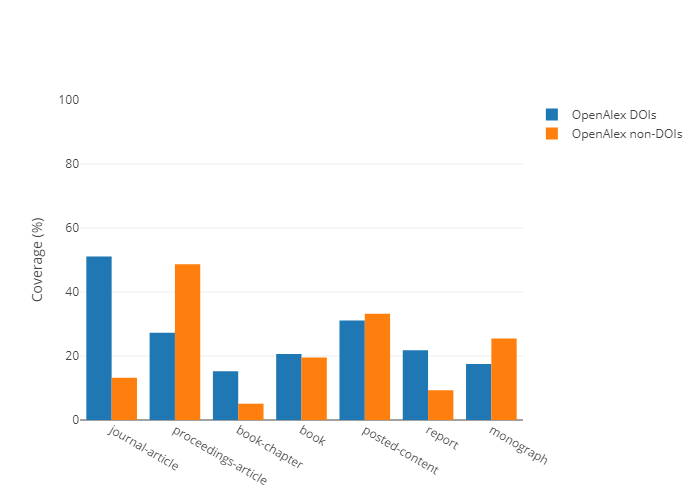 100
80
60
40
20
0
Coverage (%)
journal-article
proceedings-article
book-chapter
book
posted-content
report
monograph
OpenAlex DOIs
OpenAlex non-DOIs